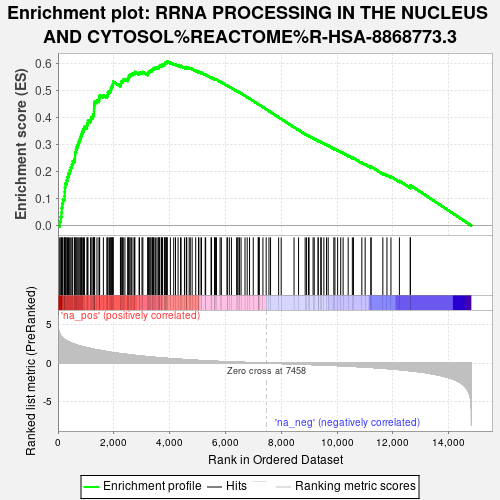 Enrichment plot: RRNA PROCESSING IN THE NUCLEUS
AND CYTOSOL%REACTOME%R-HSA-8868773.3
Enrichment score (ES)
0.6
0.5
0.4
0.3
0.2
0.1
0.0
Ranked list metric (PreRanked)
'na_pos' (positively correlated)
5
0
-5
Zero cross at 7458
'na_neg' (negatively correlated)
0
2,000
4,000
6,000
8,000
10,000
12,000
14,000
Rank in Ordered Dataset
Enrichment profile
Hits
Ranking metric scores